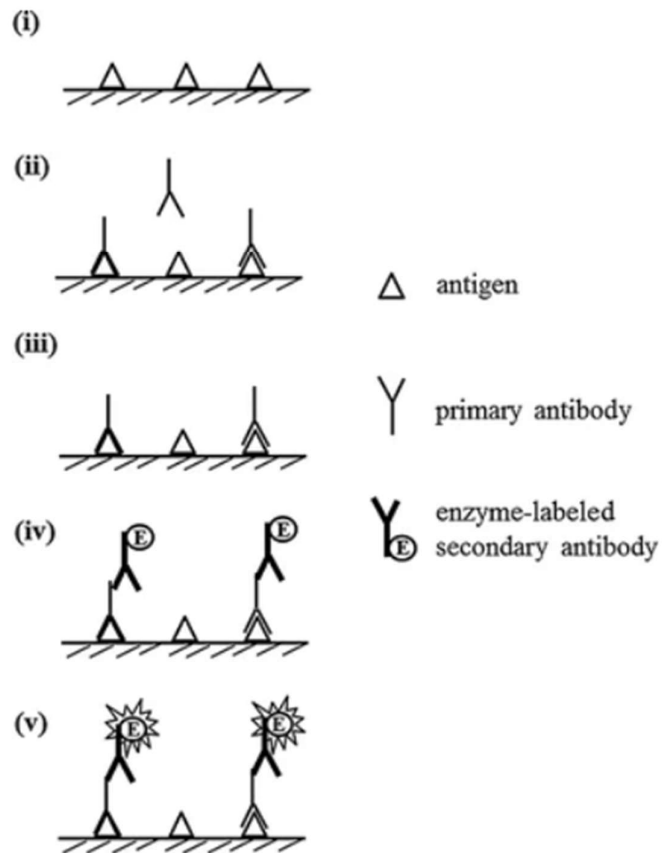 (i)
(ii)
antigen
(iii)
primary antibody
(iv)
E
E
enzyme-labeled
E
secondary antibody
(v)
E
E